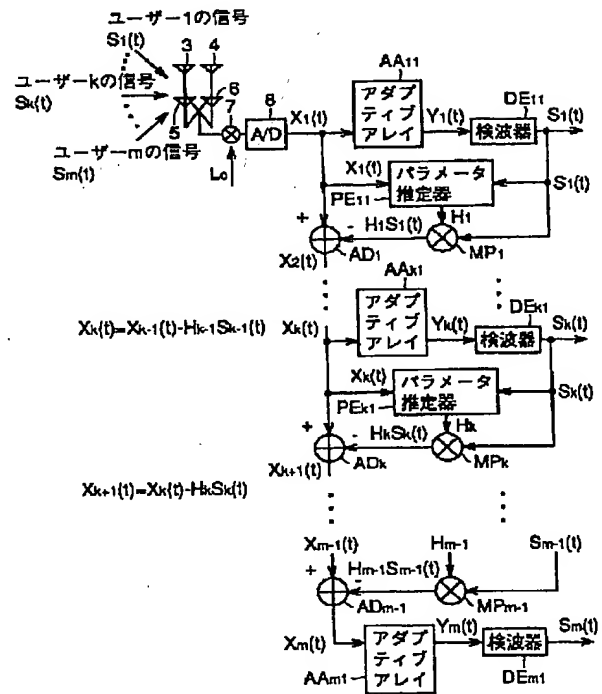 ユーザー1の信号
S1(t)
3 4
ユーザーkの信号
Sk(t)
5 6 7 8
A/D
X1(t)
ユーザーmの信号
Sm(t)
Lo
AA11
アダプ
ティブ
アレイ
Y1(t)
DE11
検波器
S1(t)
X1(t)
PE11
パラメータ
推定器
S1(t)
H1
+
-
H1S1(t)
AD1
MP1
X2(t)
AAk1
Xk(t)=Xk-1(t)-Hk-1Sk-1(t)
Xk(t)
アダプ
ティブ
アレイ
Yk(t)
DEk1
検波器
Sk(t)
Xk(t)
PEk1
パラメータ
推定器
Sk(t)
Hk
+
-
HkSk(t)
ADk
MPk
Xk+1(t)
Xk+1(t)=Xk(t)-HkSk(t)
Xm-1(t)
Hm-1
Sm-1(t)
+
-
Hm-1Sm-1(t)
ADm-1
MPm-1
Xm(t)
アダプ
ティブ
アレイ
AAm1
Ym(t)
検波器
DEm1
Sm(t)